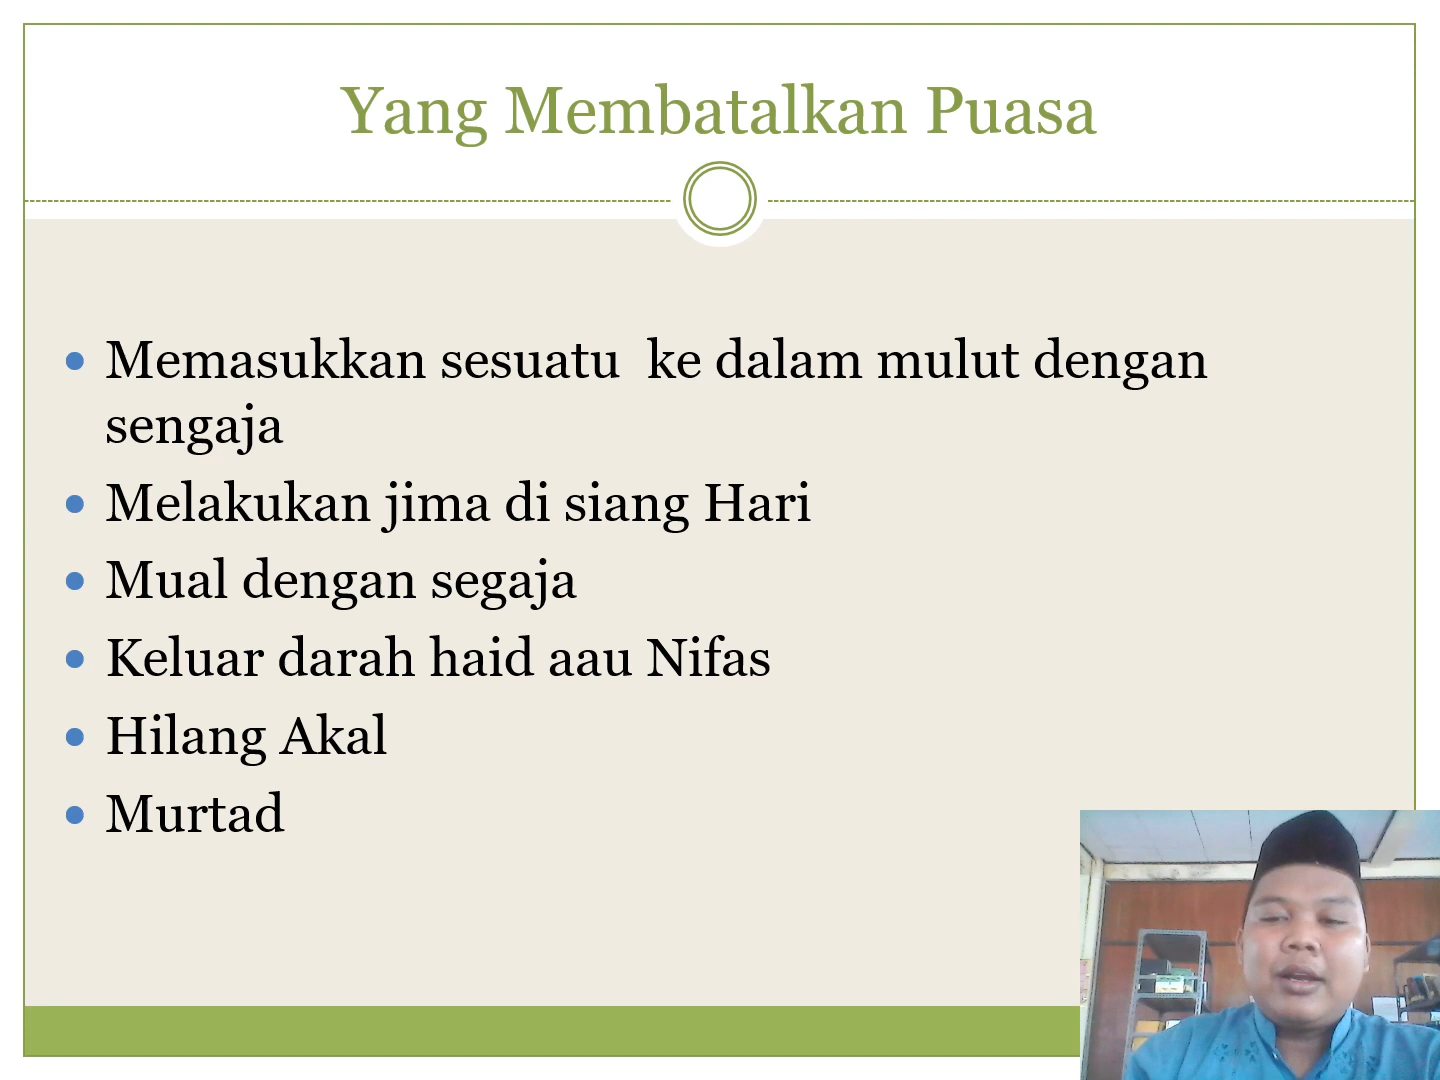 Yang Membatalkan Puasa
Memasukkan sesuatu  ke dalam mulut dengan
sengaja
Melakukan jima di siang Hari
Mual dengan segaja
Keluar darah haid aau Nifas
Hilang Akal
Murtad